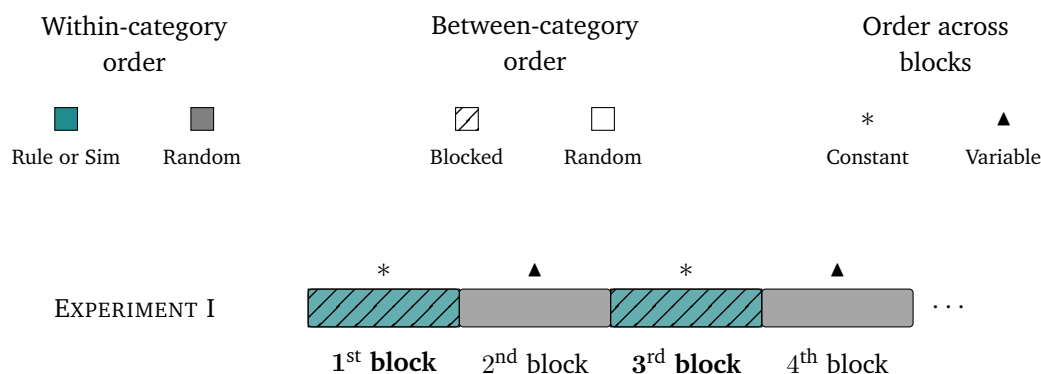 Within-category order
Between-category order
Order across blocks
Rule or Sim
Random
Blocked
Random
*
Constant
▲
Variable
* ▲ * ▲
EXPERIMENT I
...
1st block
2nd block
3rd block
4th block